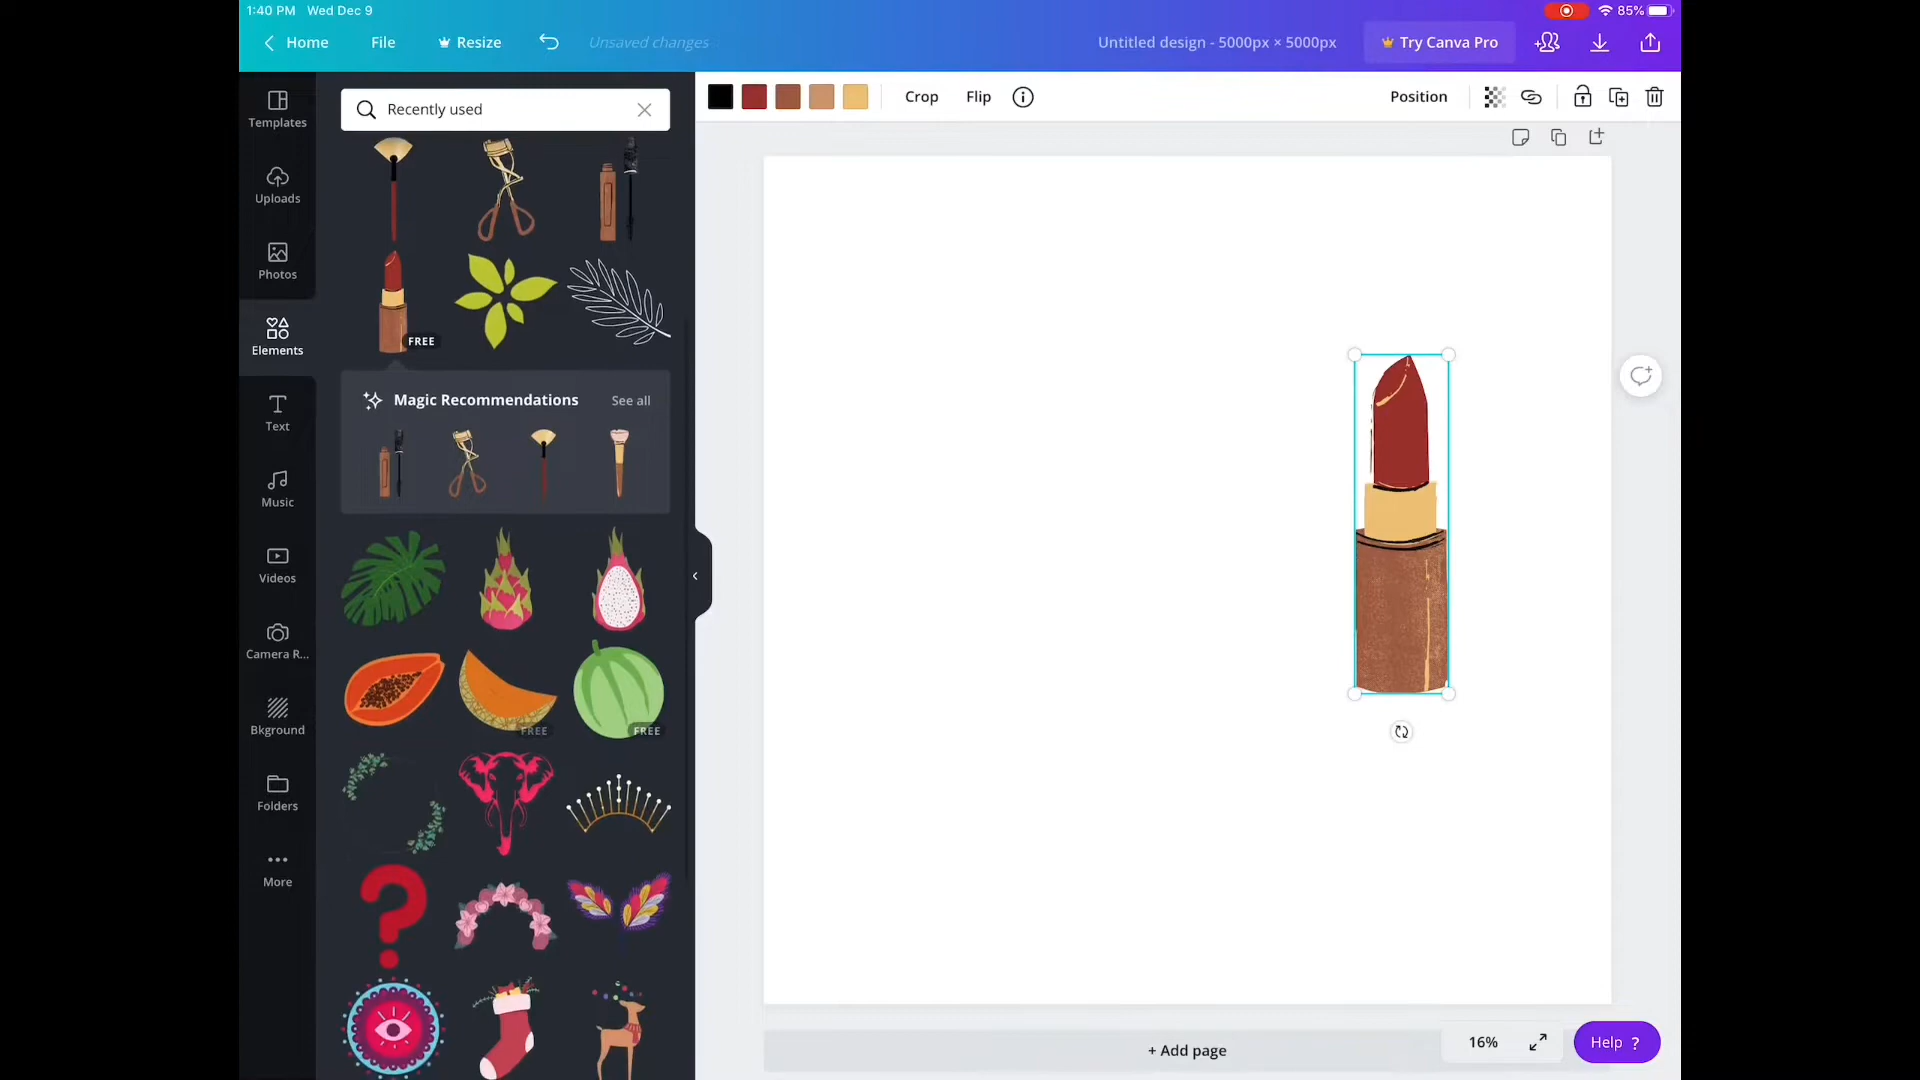 1:40 PM Wed Dec 9
85%
Home
File
Resize
Unsaved changes
Untitled design - 5000px × 5000px
Try Canva Pro
Templates
Uploads
Photos
Elements
Text
Music
Videos
Camera R...
Bkground
Folders
More
Recently used
FREE
Magic Recommendations
See all
FREE
FREE
Crop
Flip
Position
+ Add page
16%
Help ?